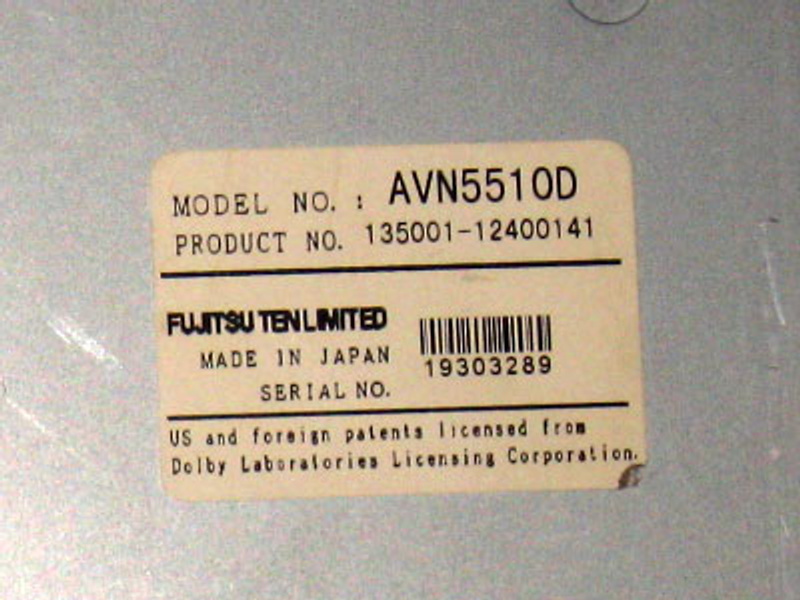 MODEL NO. : AVN5510D
PRODUCT NO. 135001-12400141
FUJITSU TEN LIMITED
MADE IN JAPAN
SERIAL NO.
19303289
US and foreign patents licensed from
Dolby Laboratories Licensing Corporation.